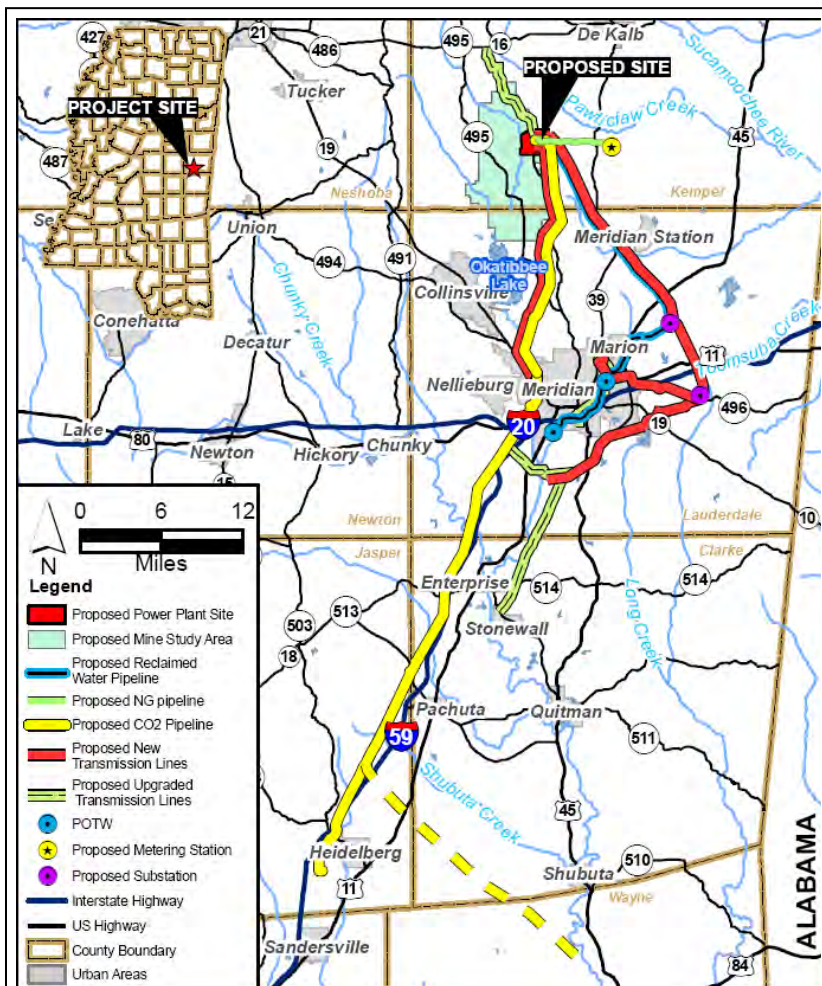 427
21
486
495
16
De Kalb
Sucarnoochee River
PROPOSED SITE
Tucker
PROJECT SITE
Pawticlaw Creek
495
45
487
19
Neshoba
Kemper
Union
Meridian Station
494
491
Okatibbee
Lake
Collinsville
39
Chunky Creek
Conehatta
Decatur
Marion
11
Toomsuba Creek
Nellieburg
Meridian
496
20
19
Lake
80
Newton
Hickory
Chunky
15
10
0 6 12
Miles
N
Newton
Lauderdale
Jasper
Clarke
Enterprise
514
514
Long Creek
513
503
18
Stonewall
Pachuta
Quitman
59
511
Shubuta Creek
45
Heidelberg
11
Shubuta
510
Wayne
Sandersville
84
ALABAMA
Legend
Proposed Power Plant Site
Proposed Mine Study Area
Proposed Reclaimed
Water Pipeline
Proposed NG pipeline
Proposed CO2 Pipeline
Proposed New
Transmission Lines
Proposed Upgraded
Transmission Lines
POTW
Proposed Metering Station
Proposed Substation
Interstate Highway
US Highway
County Boundary
Urban Areas